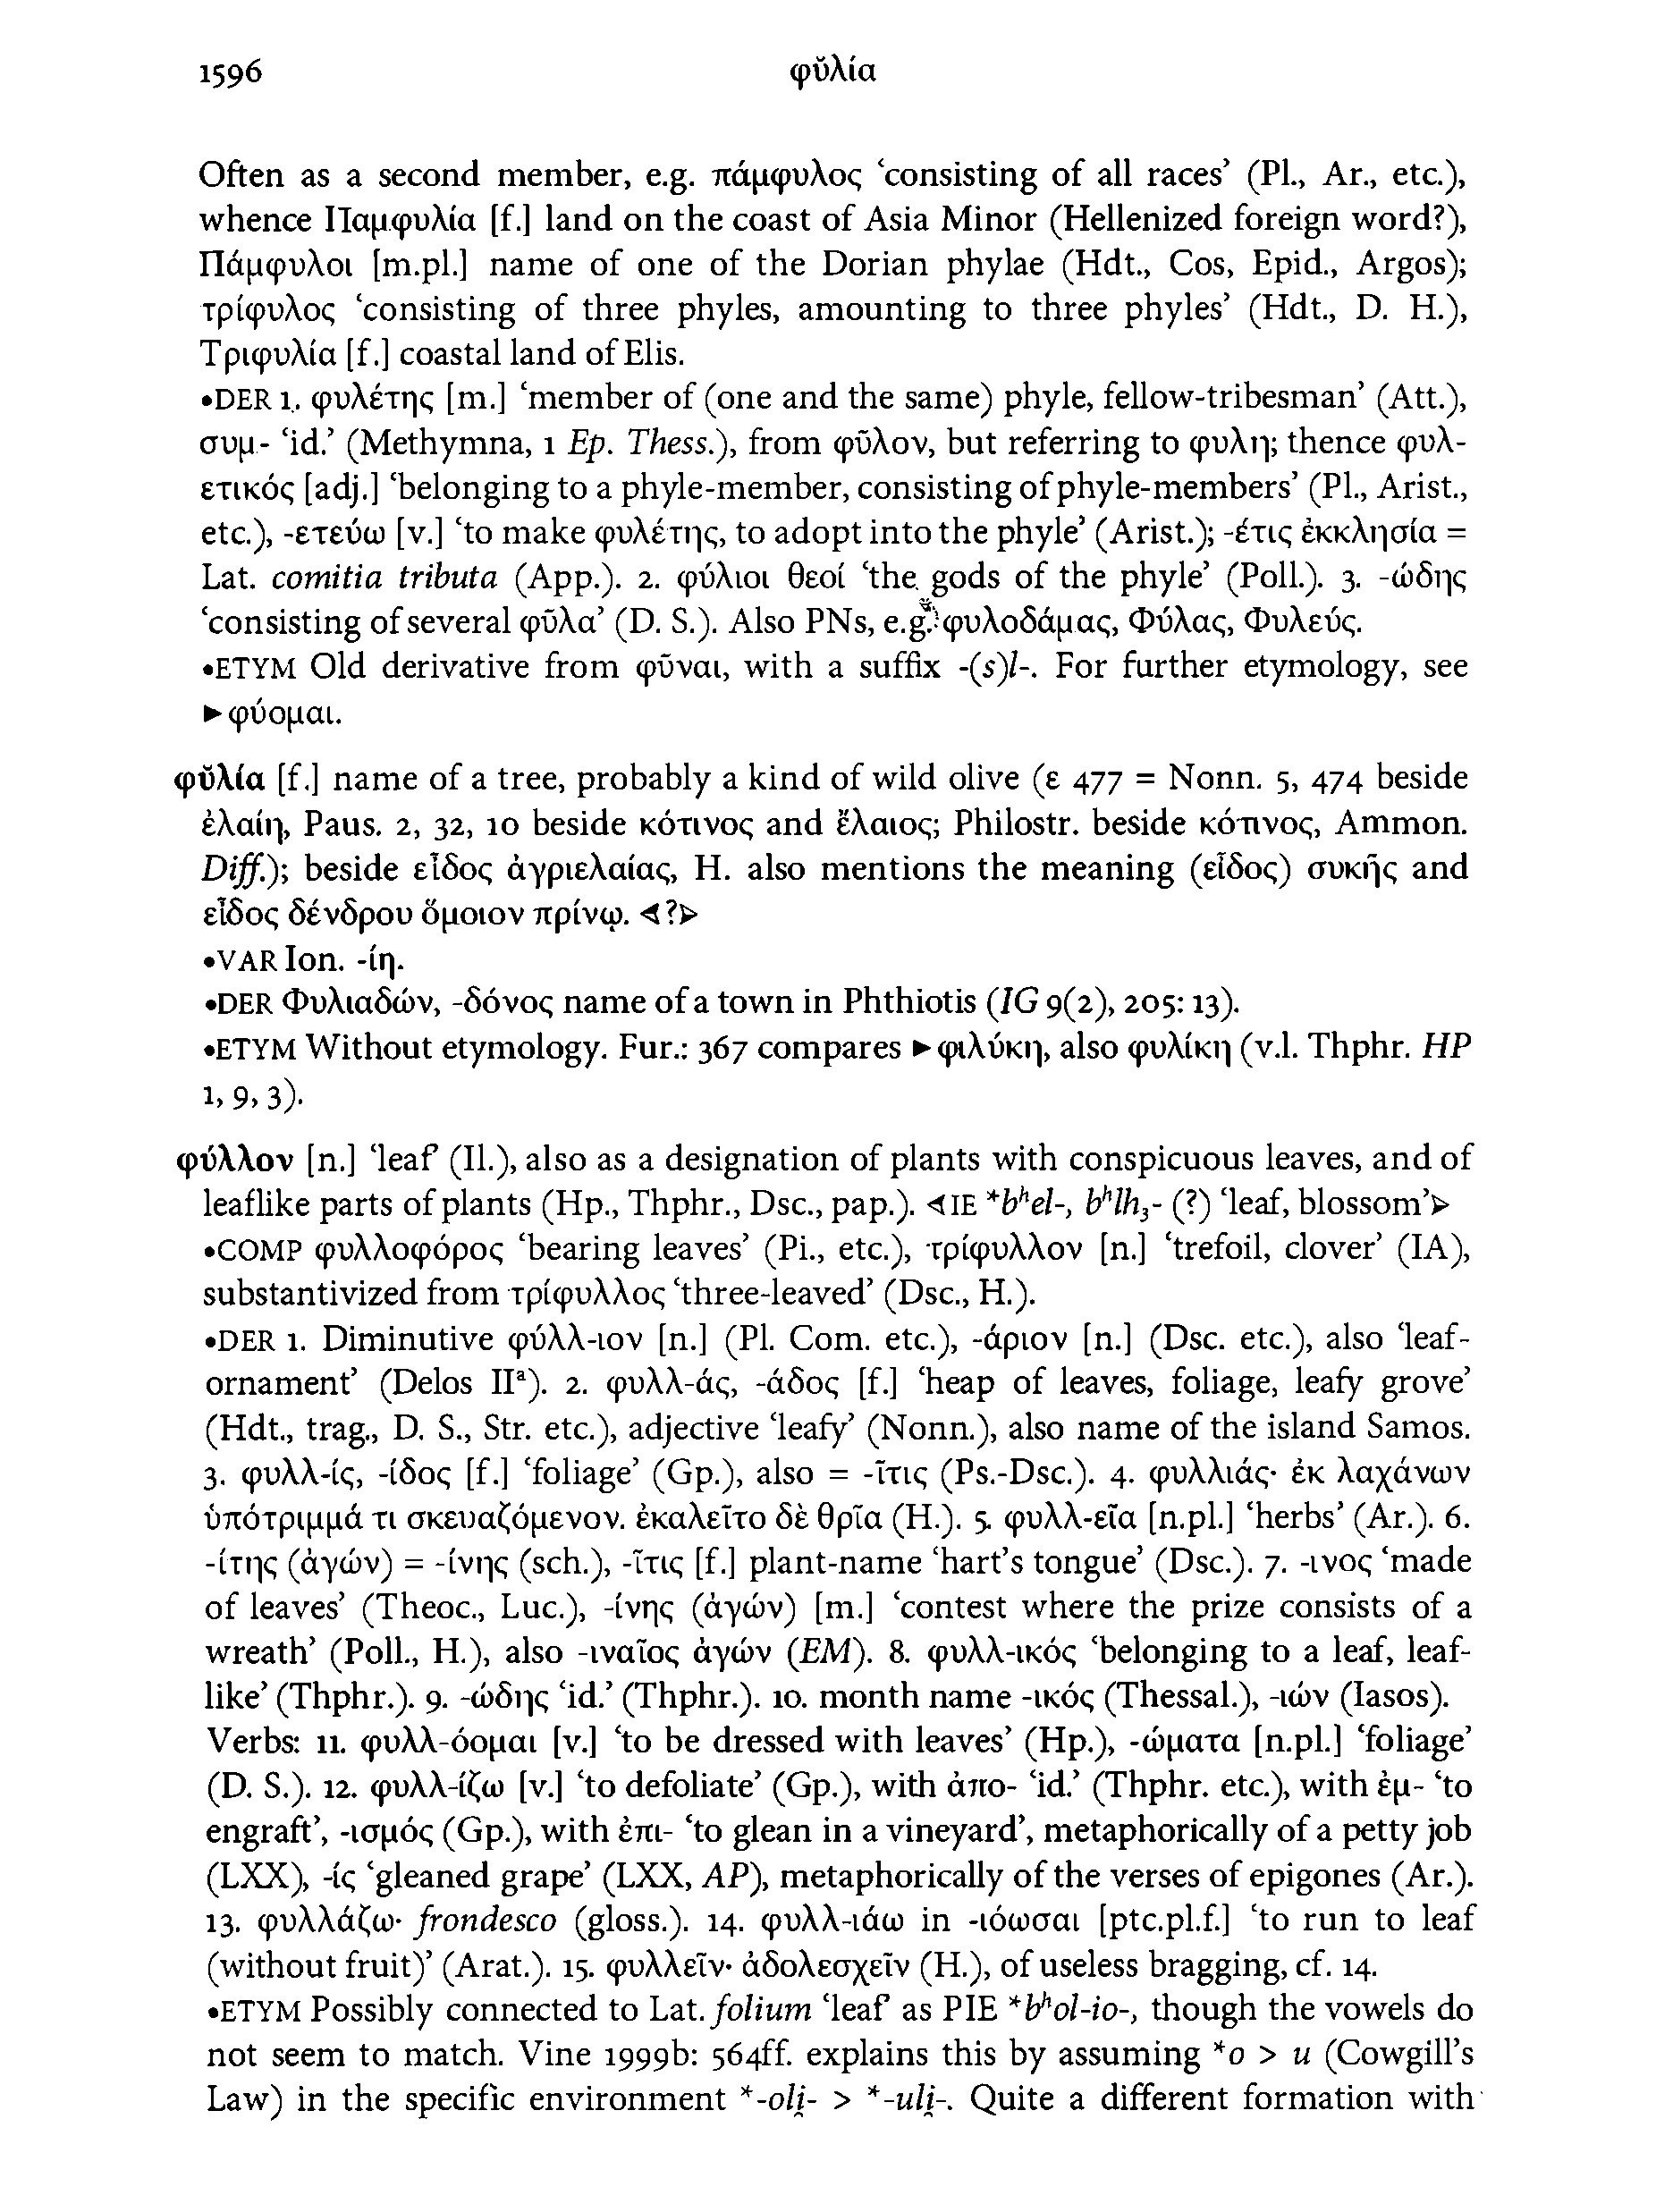 1596 φῠλία
Often as a second member, e.g. πάμφυλος ‘consisting of all races’ (Pl., Ar., etc.),
whence Παμφυλία [f.] land on the coast of Asia Minor (Hellenized foreign word?),
Πάμφυλοι [m.pl.] name of one of the Dorian phylae (Hdt., Cos, Epid., Argos);
τρίφυλος ‘consisting of three phyles, amounting to three phyles’ (Hdt., D. H.),
Τριφυλία [f.] coastal land of Elis.
•DER 1. φυλέτης [m.] ‘member of (one and the same) phyle, fellow-tribesman’ (Att.),
συμ- ‘id.’ (Methymna, 1 Ep. Thess.), from φῦλον, but referring to φυλη; thence φυλ-
ετικός [adj.] ‘belonging to a phyle-member, consisting of phyle-members’ (Pl., Arist.,
etc.), -ετεύω [v.] ‘to make φυλέτης, to adopt into the phyle’ (Arist.); -έτις ἐκκλησία =
Lat. comitia tributa (App.). 2. φύλιοι θεοί ‘the gods of the phyle’ (Poll.). 3. -ώδης
‘consisting of several φῦλα’ (D. S.). Also PNs, e.g. φυλοδάμας, Φύλας, Φυλεύς.
•ETYM Old derivative from φῦναι, with a suffix -(s)l-. For further etymology, see
►φύομαι.
φῠλία [f.] name of a tree, probably a kind of wild olive (ε 477 = Nonn. 5, 474 beside
ἐλαίη, Paus. 2, 32, 10 beside κότινος and ἔλαιος; Philostr. beside κότινος, Ammon.
Diff.); beside εἶδος ἀγριελαίας, H. also mentions the meaning (εἶδος) συκῆς and
εἶδος δένδρου ὅμοιον πρίνῳ. ⊲?⊳
•VAR Ion. -ίη.
•DER Φυλιαδών, -δόνος name of a town in Phthiotis (IG 9(2), 205: 13).
•ETYM Without etymology. Fur.: 367 compares ►φιλύκη, also φυλίκη (v.l. Thphr. HP
1, 9, 3).
φύλλον [n.] ‘leaf’ (Il.), also as a designation of plants with conspicuous leaves, and of
leaflike parts of plants (Hp., Thphr., Dsc., pap.). ⊲IE *bʰel-, bʰlh₃- (?) ‘leaf, blossom’⊳
•COMP φυλλοφόρος ‘bearing leaves’ (Pi., etc.), τρίφυλλον [n.] ‘trefoil, clover’ (IA),
substantivized from τρίφυλλος ‘three-leaved’ (Dsc., H.).
•DER 1. Diminutive φύλλ-ιον [n.] (Pl. Com. etc.), -άριον [n.] (Dsc. etc.), also ‘leaf-
ornament’ (Delos IIᵃ). 2. φυλλ-άς, -άδος [f.] ‘heap of leaves, foliage, leafy grove’
(Hdt., trag., D. S., Str. etc.), adjective ‘leafy’ (Nonn.), also name of the island Samos.
3. φυλλ-ίς, -ίδος [f.] ‘foliage’ (Gp.), also = -ῖτις (Ps.-Dsc.). 4. φυλλιάς· ἐκ λαχάνων
ὑπότριμμά τι σκευαζόμενον. ἐκαλεῖτο δὲ θρῖα (H.). 5. φυλλ-εῖα [n.pl.] ‘herbs’ (Ar.). 6.
-ίτης (ἀγών) = -ίνης (sch.), -ῖτις [f.] plant-name ‘hart’s tongue’ (Dsc.). 7. -ινος ‘made
of leaves’ (Theoc., Luc.), -ίνης (ἀγών) [m.] ‘contest where the prize consists of a
wreath’ (Poll., H.), also -ιναῖος ἀγών (EM). 8. φυλλ-ικός ‘belonging to a leaf, leaf-
like’ (Thphr.). 9. -ώδης ‘id.’ (Thphr.). 10. month name -ικός (Thessal.), -ιών (Iasos).
Verbs: 11. φυλλ-όομαι [v.] ‘to be dressed with leaves’ (Hp.), -ώματα [n.pl.] ‘foliage’
(D. S.). 12. φυλλ-ίζω [v.] ‘to defoliate’ (Gp.), with ἀπο- ‘id.’ (Thphr. etc.), with ἐμ- ‘to
engraft’, -ισμός (Gp.), with ἐπι- ‘to glean in a vineyard’, metaphorically of a petty job
(LXX), -ίς ‘gleaned grape’ (LXX, AP), metaphorically of the verses of epigones (Ar.).
13. φυλλάζω· frondesco (gloss.). 14. φυλλ-ιάω in -ιόωσαι [ptc.pl.f.] ‘to run to leaf
(without fruit)’ (Arat.). 15. φυλλεῖν· ἀδολεσχεῖν (H.), of useless bragging, cf. 14.
•ETYM Possibly connected to Lat. folium ‘leaf’ as PIE *bʰol-io-, though the vowels do
not seem to match. Vine 1999b: 564ff. explains this by assuming *o > u (Cowgill’s
Law) in the specific environment *-oli̯- > *-uli̯-. Quite a different formation with